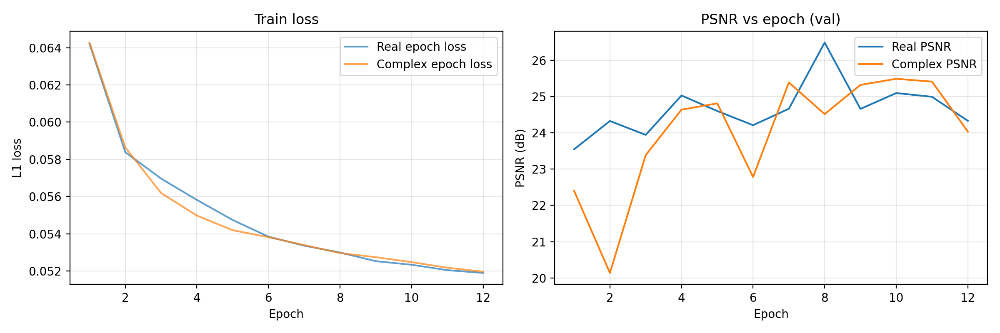 Train loss
0.064
0.062
0.060
0.058
0.056
0.054
0.052
L1 loss
2 4 6 8 10 12
Epoch
Real epoch loss
Complex epoch loss
PSNR vs epoch (val)
26
25
24
23
22
21
20
PSNR (dB)
2 4 6 8 10 12
Epoch
Real PSNR
Complex PSNR